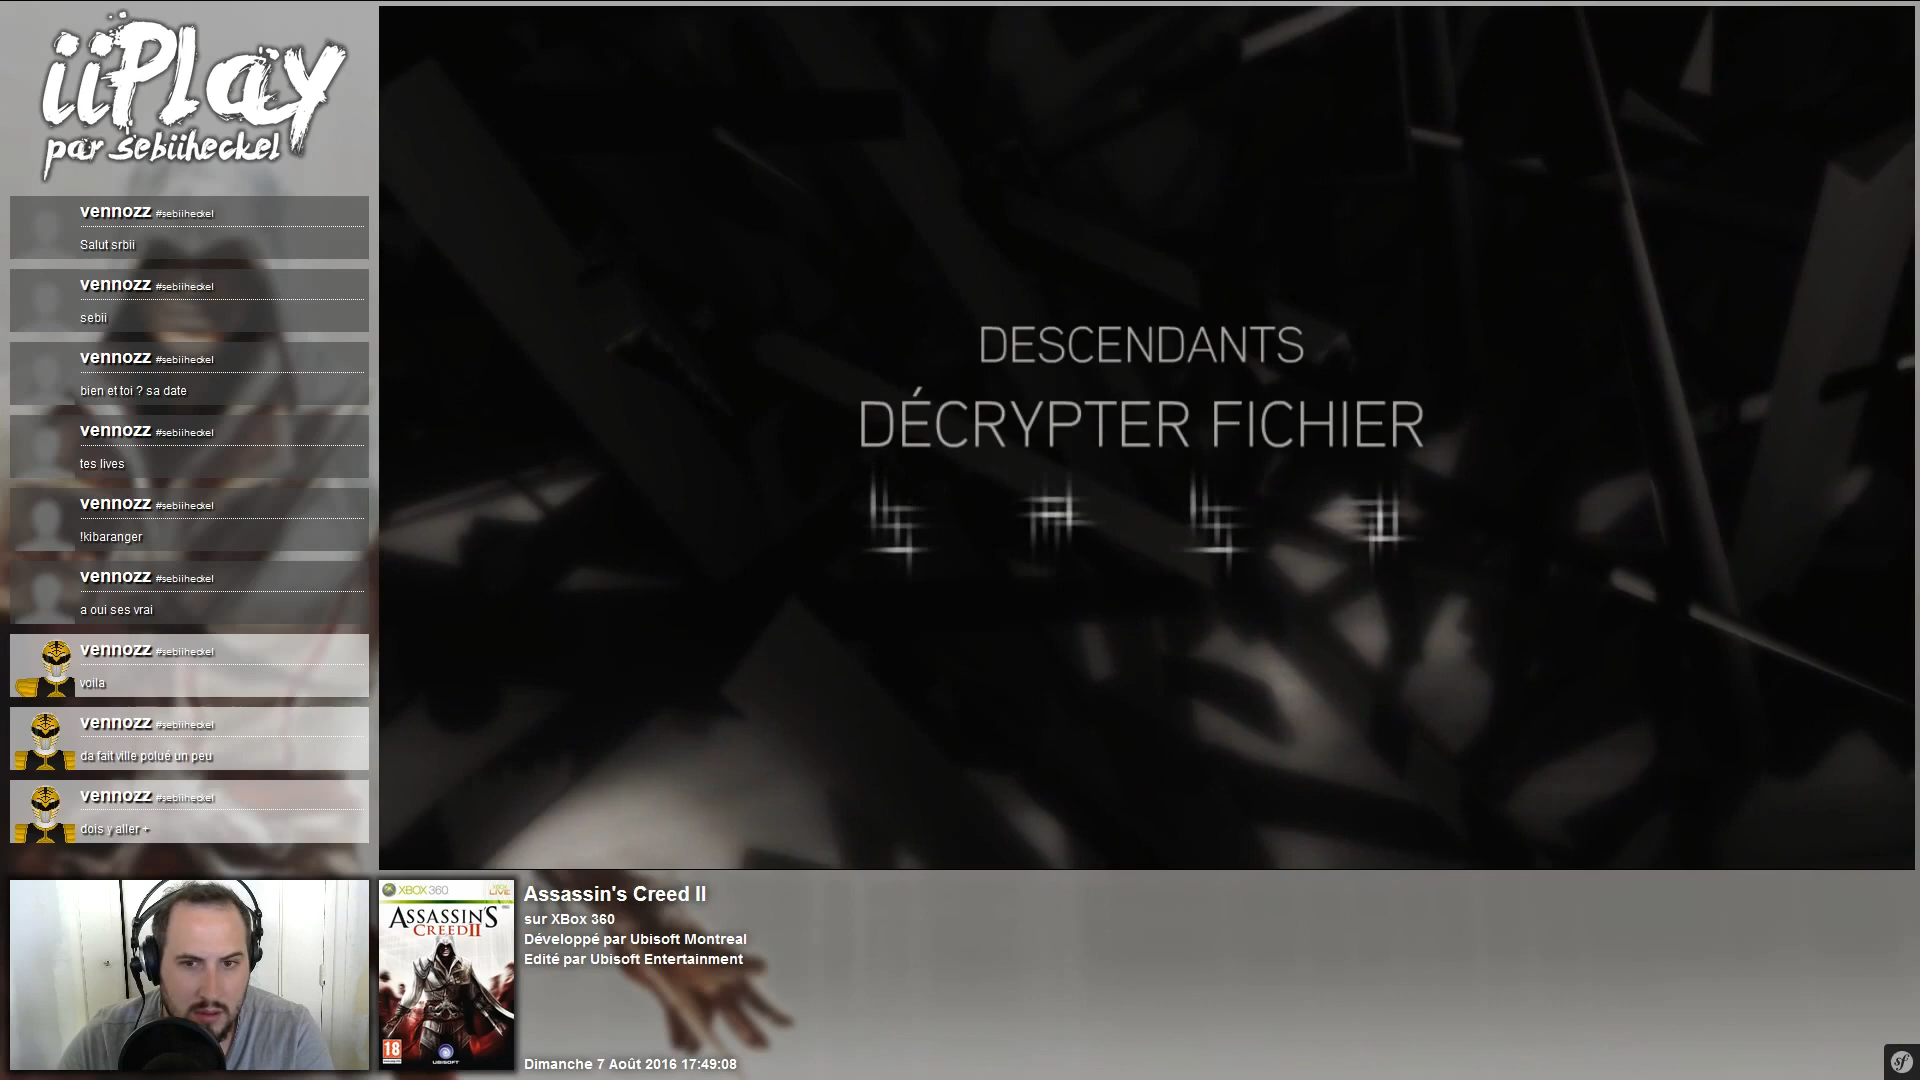 iiPlay
par sebiiheckel
vennozz #sebiiheckel
Salut srbii
vennozz #sebiiheckel
sebii
vennozz #sebiiheckel
bien et toi ? sa date
vennozz #sebiiheckel
tes lives
vennozz #sebiiheckel
!kibaranger
vennozz #sebiiheckel
a oui ses vrai
vennozz #sebiiheckel
voila
vennozz #sebiiheckel
da fait ville polué un peu
vennozz #sebiiheckel
dois y aller +
DESCENDANTS
DÉCRYPTER FICHIER
XBOX 360
LIVE
ASSASSIN'S
CREED II
18
UBISOFT
Assassin's Creed II
sur XBox 360
Développé par Ubisoft Montreal
Edité par Ubisoft Entertainment
Dimanche 7 Août 2016 17:49:08
sf